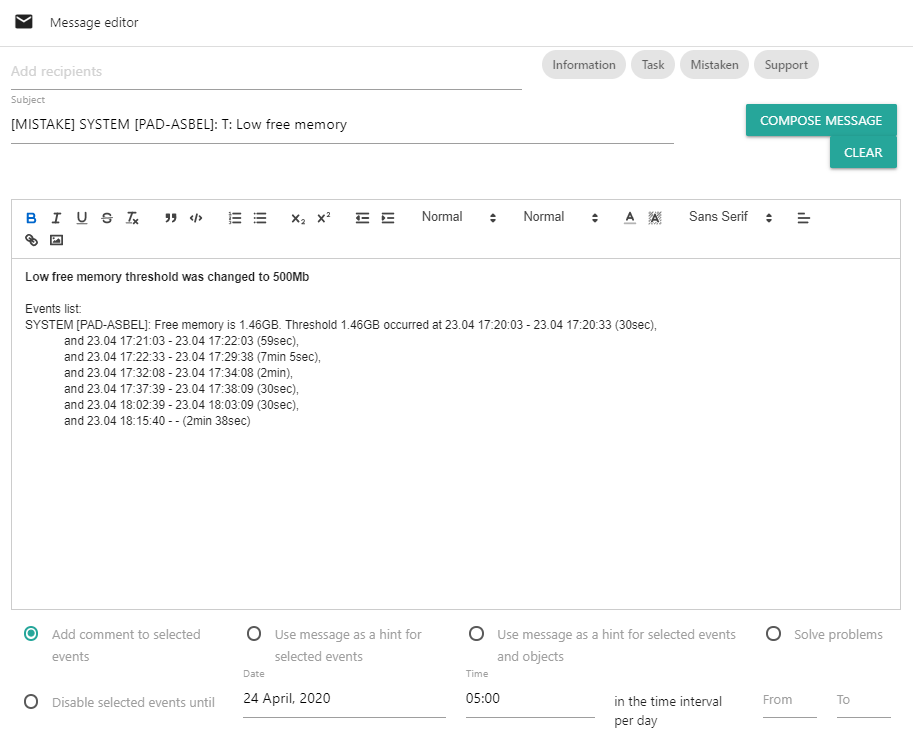 Message editor
Add recipients
Information Task Mistaken Support
Subject
[MISTAKE] SYSTEM [PAD-ASBEL]: T: Low free memory
COMPOSE MESSAGE
CLEAR
Normal Normal Sans Serif
Low free memory threshold was changed to 500Mb
Events list:
SYSTEM [PAD-ASBEL]: Free memory is 1.46GB. Threshold 1.46GB occurred at 23.04 17:20:03 - 23.04 17:20:33 (30sec),
and 23.04 17:21:03 - 23.04 17:22:03 (59sec),
and 23.04 17:22:33 - 23.04 17:29:38 (7min 5sec),
and 23.04 17:32:08 - 23.04 17:34:08 (2min),
and 23.04 17:37:39 - 23.04 17:38:09 (30sec),
and 23.04 18:02:39 - 23.04 18:03:09 (30sec),
and 23.04 18:15:40 - - (2min 38sec)
Add comment to selected
events
Use message as a hint for
selected events
Use message as a hint for selected events
and objects
Solve problems
Disable selected events until
Date
24 April, 2020
Time
05:00
in the time interval
per day
From
To